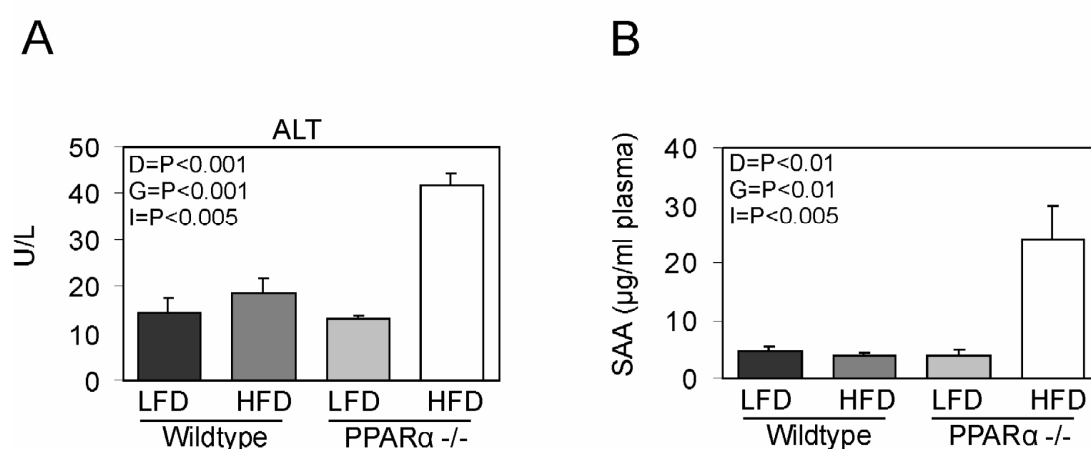 A
ALT
50
40
30
20
10
0
U/L
D=P<0.001
G=P<0.001
I=P<0.005
LFD HFD LFD HFD
Wildtype PPARα -/-
B
40
30
20
10
0
SAA (µg/ml plasma)
D=P<0.01
G=P<0.01
I=P<0.005
LFD HFD LFD HFD
Wildtype PPARα -/-